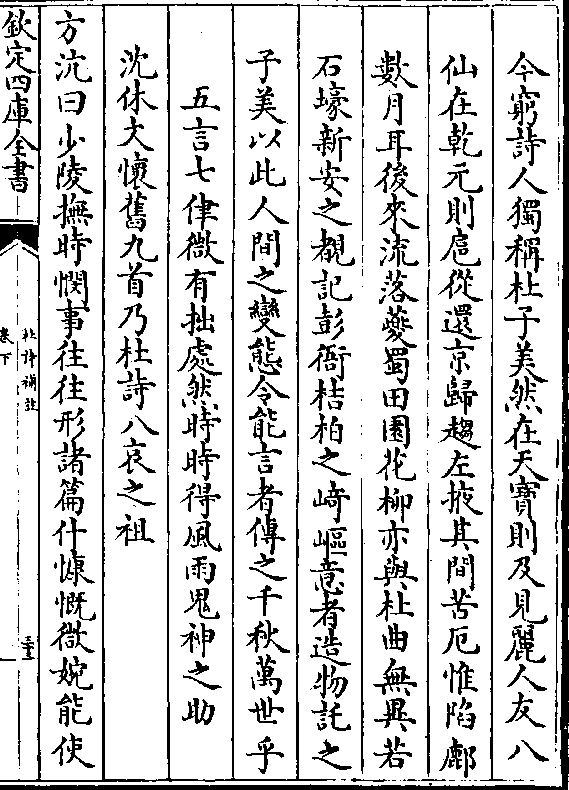 今窮詩人獨稱杜子美然在天寶則及見麗人友八
仙在乾元則扈從還京歸趨左掖其間苦厄惟陷鄜
數月耳後來流落夔蜀田園花柳亦與杜曲無異若
石壕新安之覩記彭衙桔柏之崎嶇意者造物託之
子美以此人間之變態令能言者傳之千秋萬世乎
五言七律微有拙處然時時得風雨鬼神之助
沈休文懷舊九首乃杜詩八哀之祖
方沆曰少陵撫時憫事往往形諸篇什慷慨微婉能使
欽定四庫全書
杜詩補註
卷下